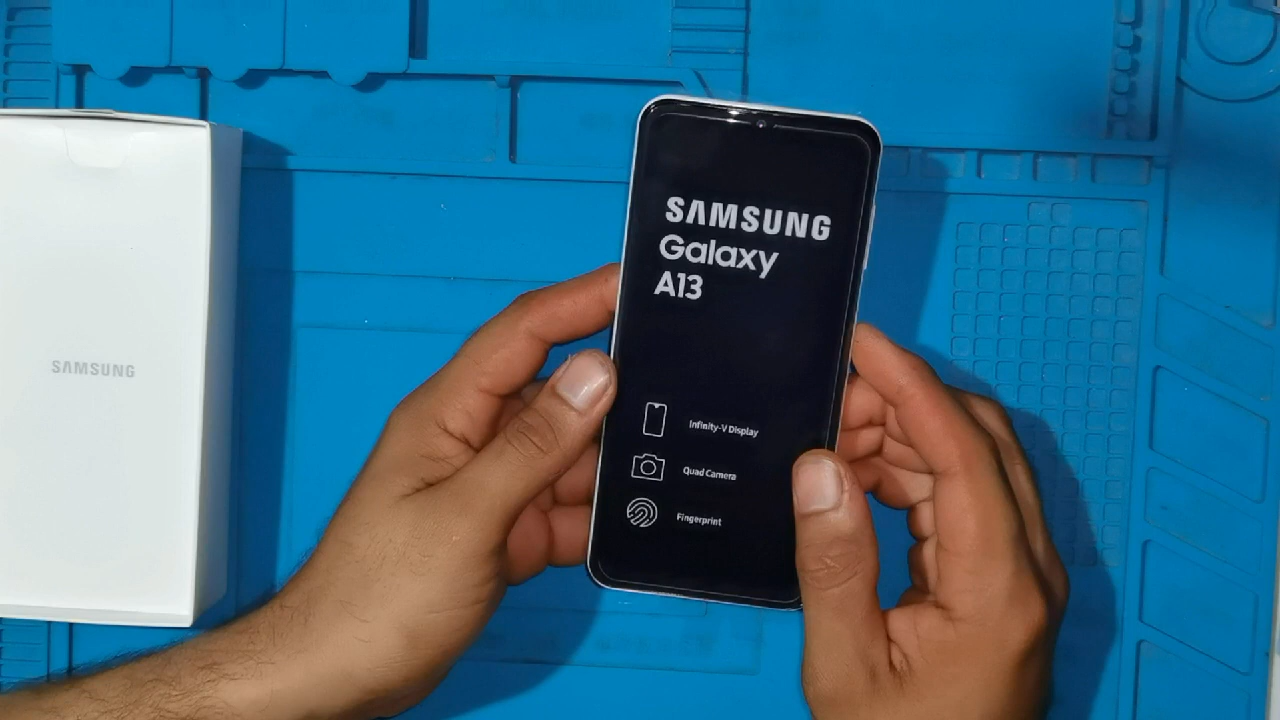 SAMSUNG
SAMSUNG
Galaxy
A13
Infinity-V Display
Quad Camera
Fingerprint